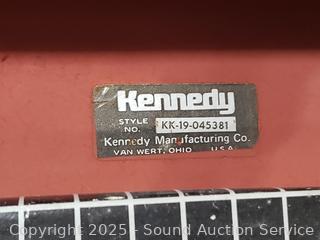 Kennedy
STYLE
NO. KK-19-045381
Kennedy Manufacturing Co.
VAN WERT, OHIO U.S.A.
Copyright 2025 - Sound Auction Service